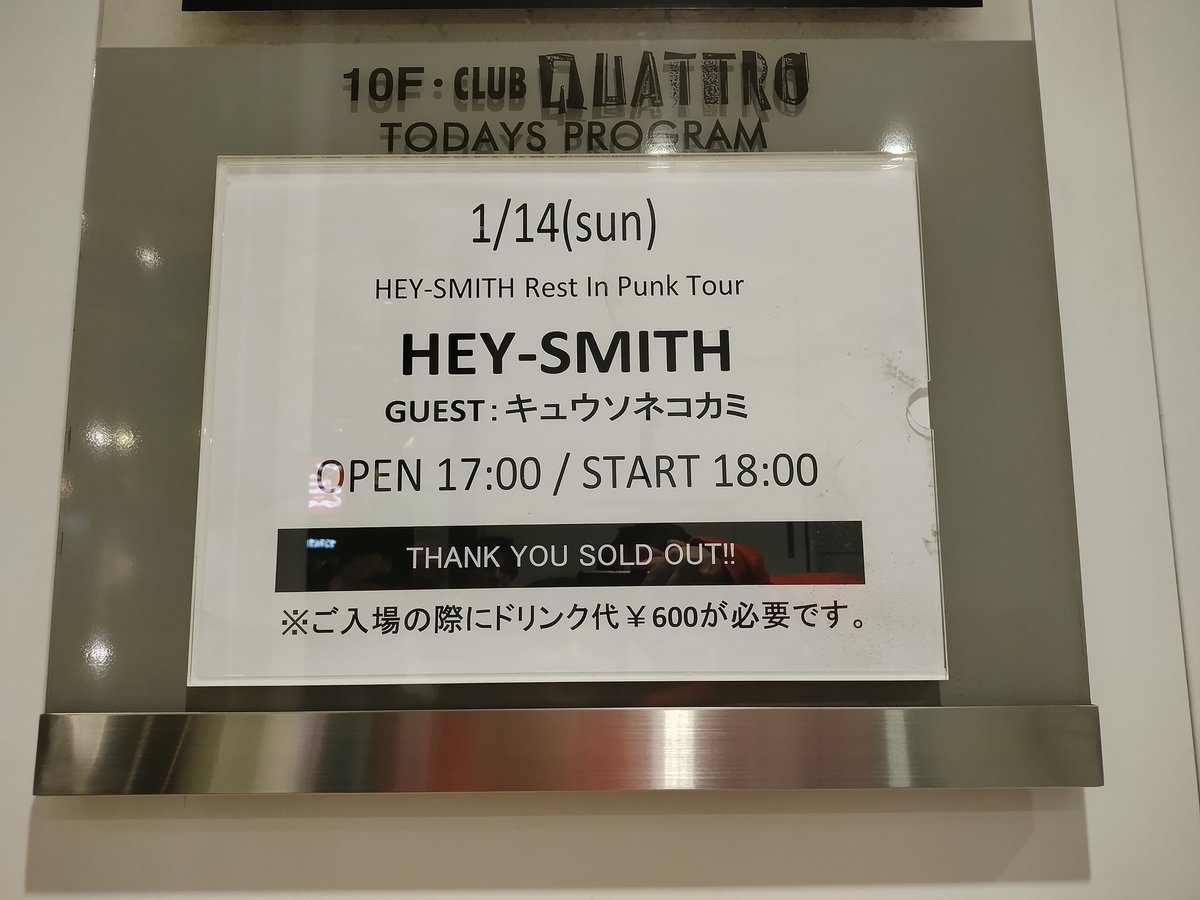 10F・CLUB QUATTRO
TODAYS PROGRAM
1/14(sun)
HEY-SMITH Rest In Punk Tour
HEY-SMITH
GUEST：キュウソネコカミ
OPEN 17:00 / START 18:00
THANK YOU SOLD OUT!!
※ご入場の際にドリンク代￥600が必要です。